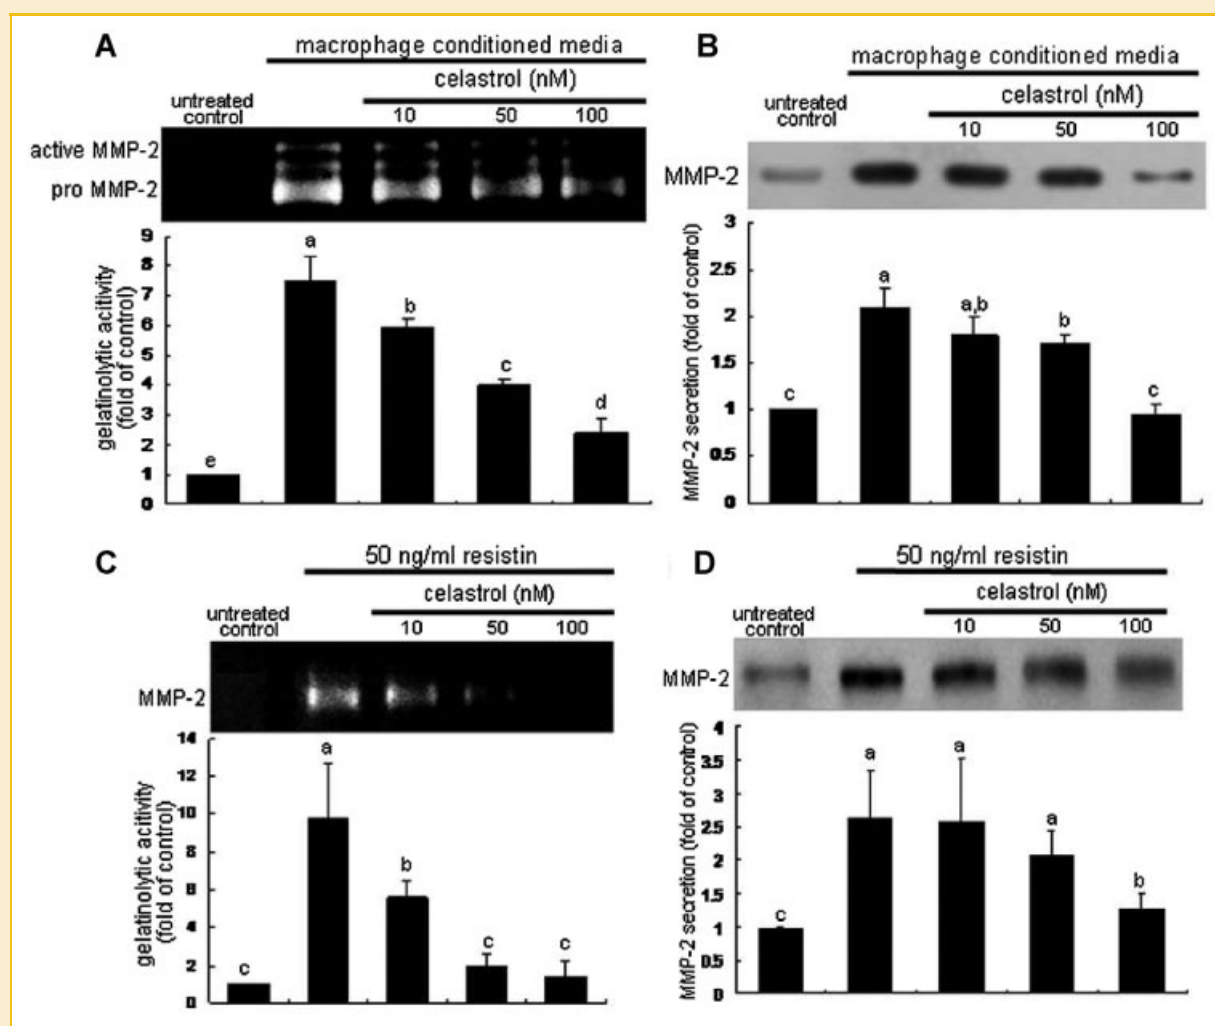 A
macrophage conditioned media
celastrol (nM)
untreated
control
10 50 100
active MMP-2
pro MMP-2
gelatinolytic acitivity
(fold of control)
9
8
7
6
5
4
3
2
1
0
a
b
c
d
e
B
macrophage conditioned media
celastrol (nM)
untreated
control
10 50 100
MMP-2
MMP-2 secretion (fold of control)
3
2.5
2
1.5
1
0.5
0
a
a,b
b
c
c
C
50 ng/ml resistin
celastrol (nM)
untreated
control
10 50 100
MMP-2
gelatinolytic acitivity
(fold of control)
14
12
10
8
6
4
2
0
a
b
c
c
c
D
50 ng/ml resistin
celastrol (nM)
untreated
control
10 50 100
MMP-2
MMP-2 secretion (fold of control)
4
3.5
3
2.5
2
1.5
1
0.5
0
a
a
a
b
c